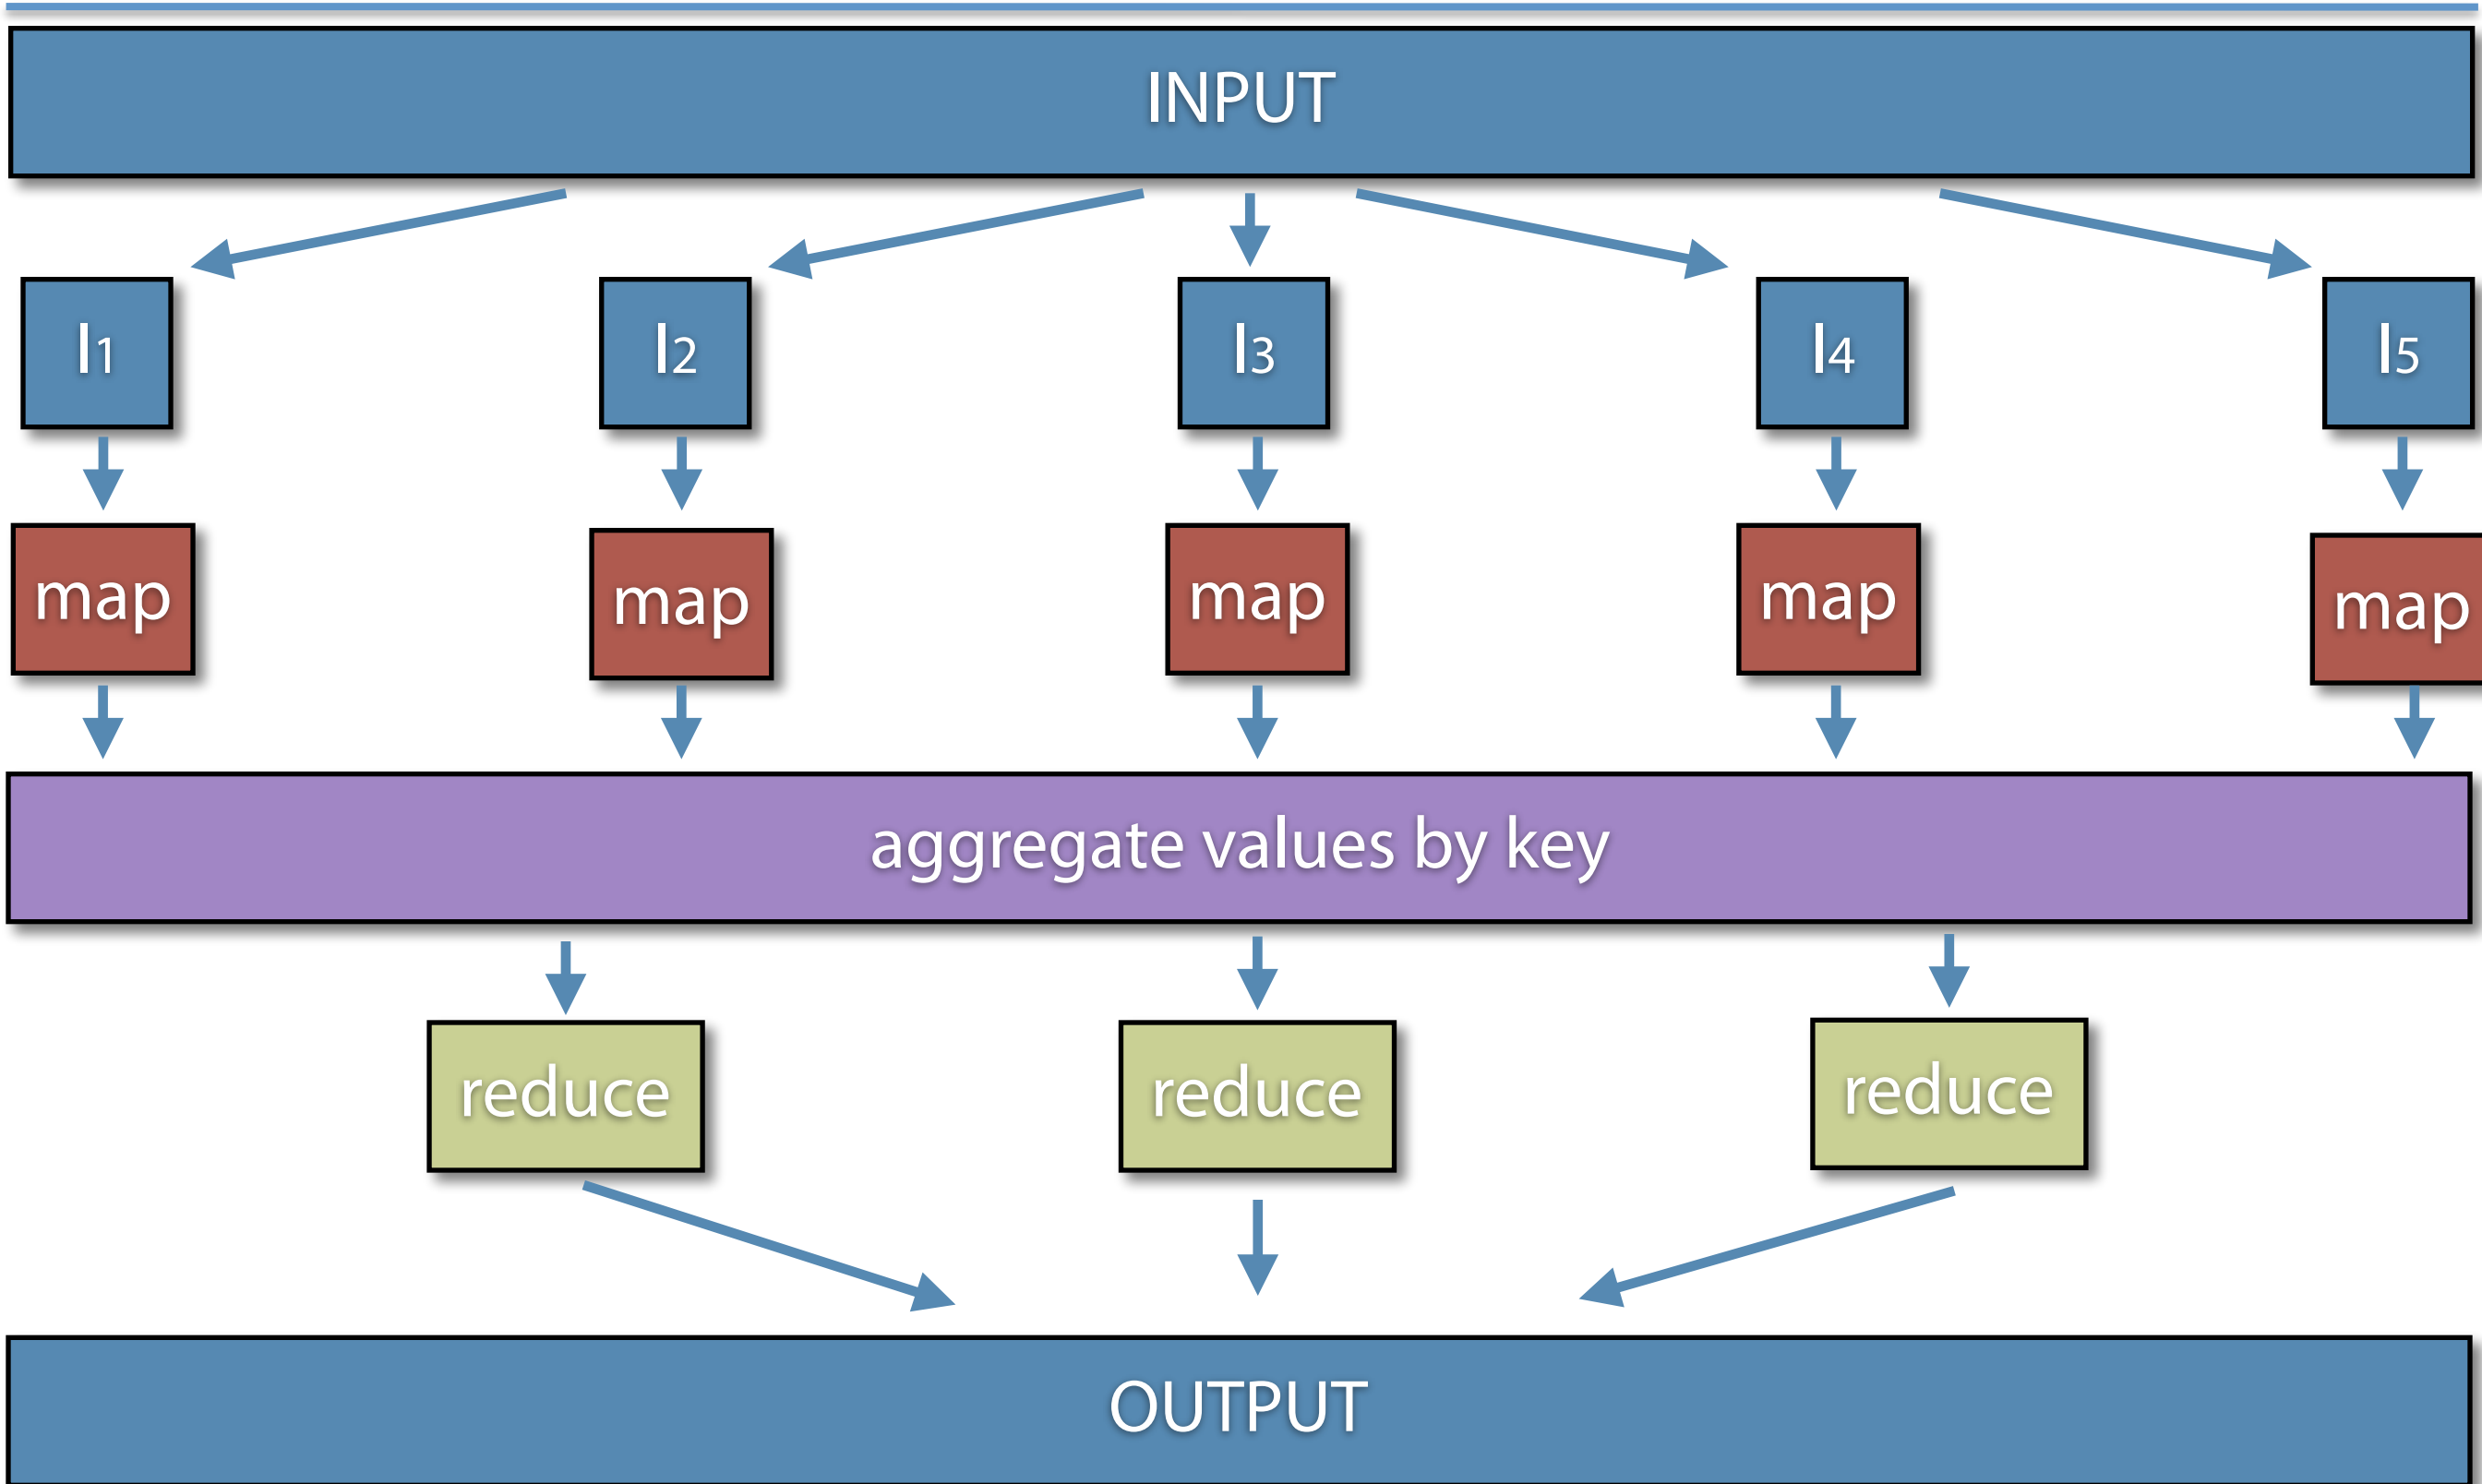 INPUT
I1 I2 I3 I4 I5
map map map map map
aggregate values by key
reduce reduce reduce
OUTPUT